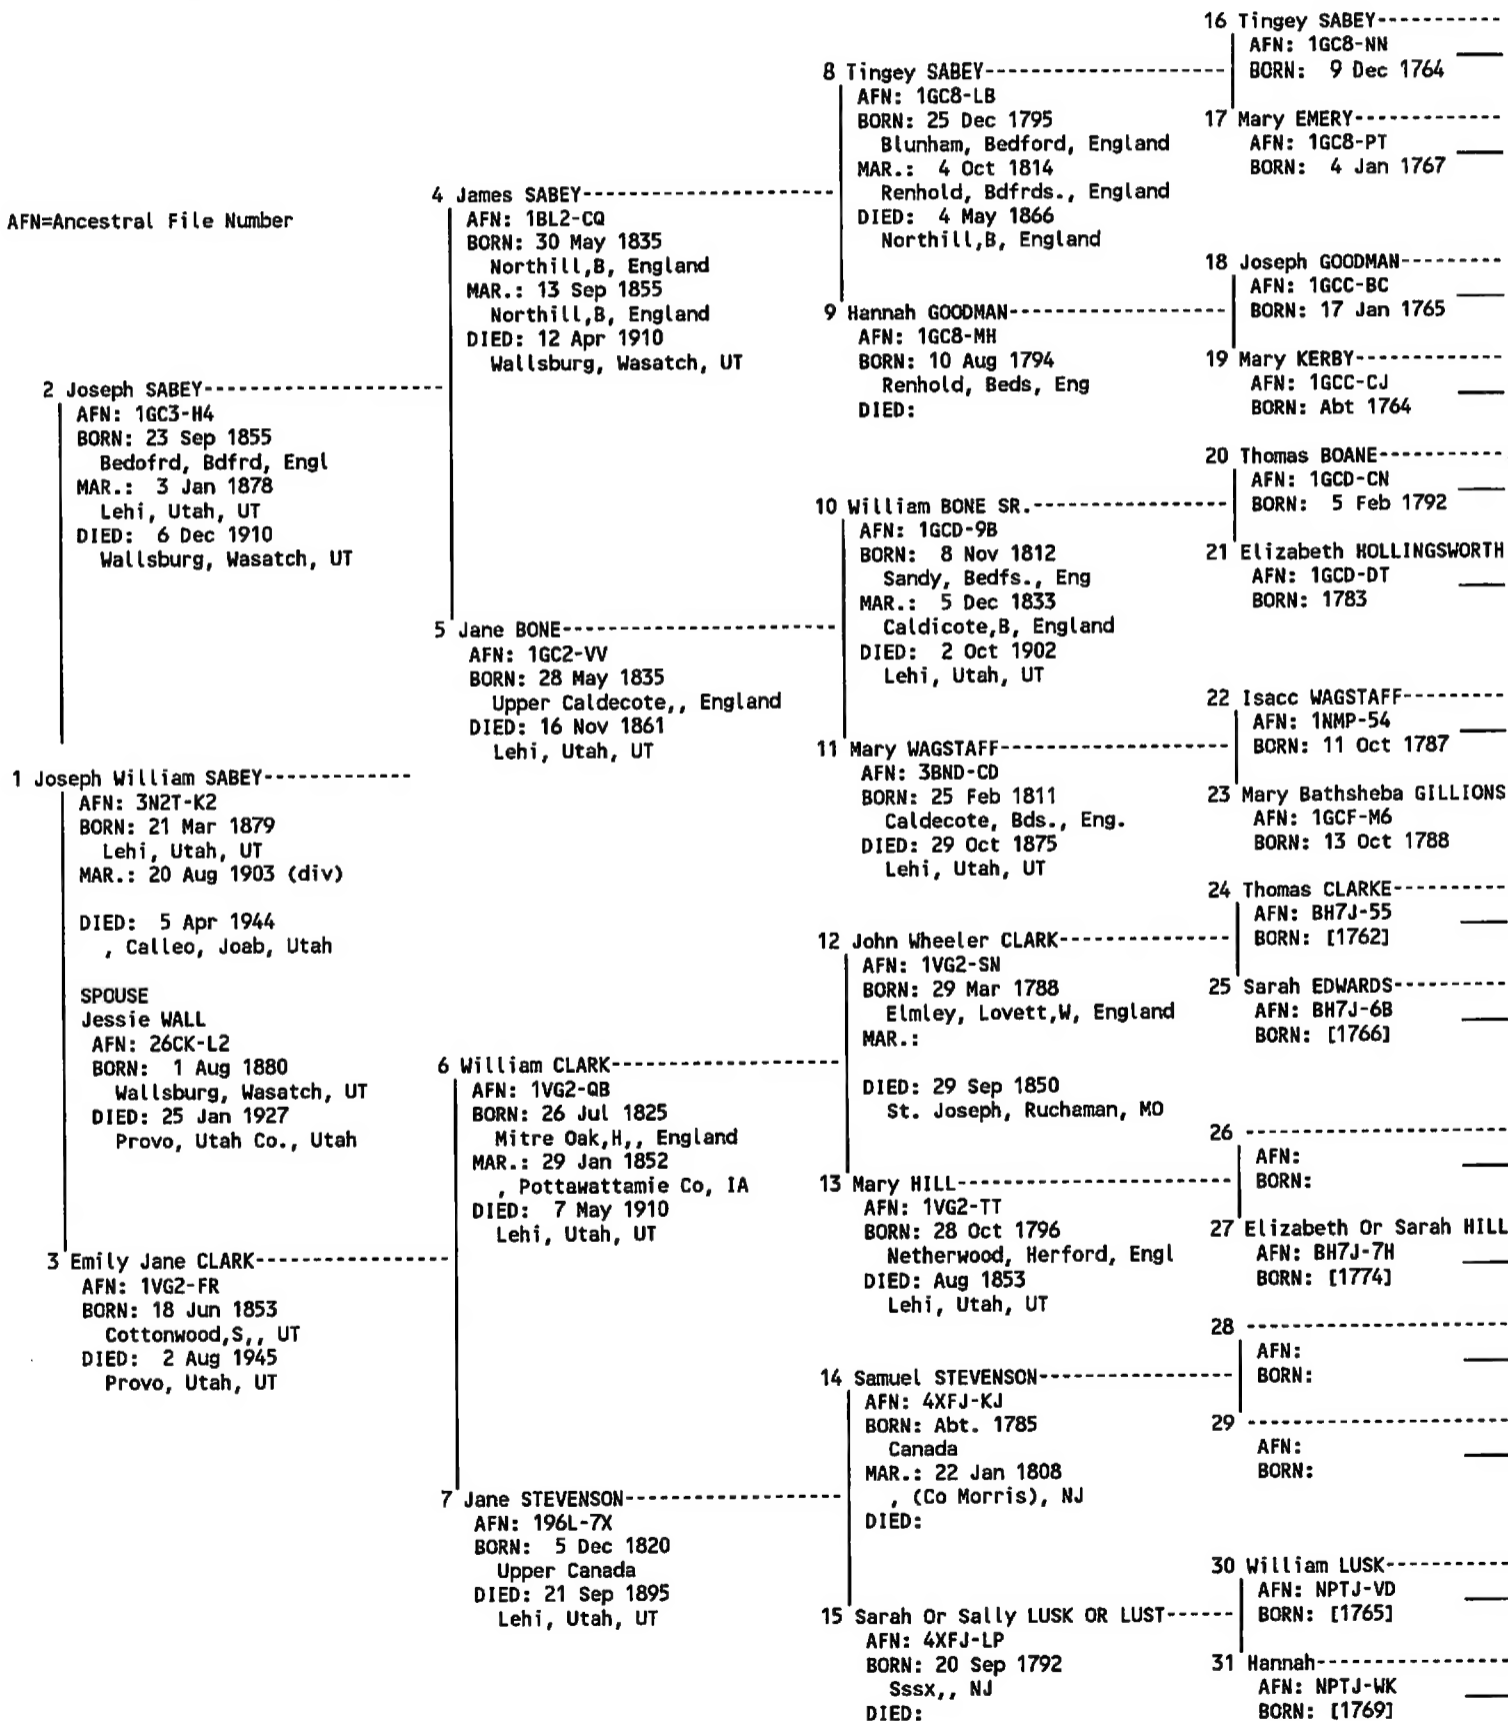 AFN=Ancestral File Number
1 Joseph William SABEY-------------
AFN: 3N2T-K2
BORN: 21 Mar 1879
Lehi, Utah, UT
MAR.: 20 Aug 1903 (div)
DIED: 5 Apr 1944
, Calleo, Joab, Utah
SPOUSE
Jessie WALL
AFN: 26CK-L2
BORN: 1 Aug 1880
Wallsburg, Wasatch, UT
DIED: 25 Jan 1927
Provo, Utah Co., Utah
2 Joseph SABEY---------------------
AFN: 1GC3-H4
BORN: 23 Sep 1855
Bedofrd, Bdfrd, Engl
MAR.: 3 Jan 1878
Lehi, Utah, UT
DIED: 6 Dec 1910
Wallsburg, Wasatch, UT
3 Emily Jane CLARK-----------------
AFN: 1VG2-FR
BORN: 18 Jun 1853
Cottonwood,S,, UT
DIED: 2 Aug 1945
Provo, Utah, UT
4 James SABEY----------------------
AFN: 1BL2-CQ
BORN: 30 May 1835
Northill,B, England
MAR.: 13 Sep 1855
Northill,B, England
DIED: 12 Apr 1910
Wallsburg, Wasatch, UT
5 Jane BONE------------------------
AFN: 1GC2-VV
BORN: 28 May 1835
Upper Caldecote,, England
DIED: 16 Nov 1861
Lehi, Utah, UT
6 William CLARK--------------------
AFN: 1VG2-QB
BORN: 26 Jul 1825
Mitre Oak,H,, England
MAR.: 29 Jan 1852
, Pottawattamie Co, IA
DIED: 7 May 1910
Lehi, Utah, UT
7 Jane STEVENSON-------------------
AFN: 196L-7X
BORN: 5 Dec 1820
Upper Canada
DIED: 21 Sep 1895
Lehi, Utah, UT
8 Tingey SABEY---------------------
AFN: 1GC8-LB
BORN: 25 Dec 1795
Blunham, Bedford, England
MAR.: 4 Oct 1814
Renhold, Bdfrds., England
DIED: 4 May 1866
Northill,B, England
9 Hannah GOODMAN-------------------
AFN: 1GC8-MH
BORN: 10 Aug 1794
Renhold, Beds, Eng
DIED:
10 William BONE SR.-----------------
AFN: 1GCD-9B
BORN: 8 Nov 1812
Sandy, Bedfs., Eng
MAR.: 5 Dec 1833
Caldicote,B, England
DIED: 2 Oct 1902
Lehi, Utah, UT
11 Mary WAGSTAFF--------------------
AFN: 3BND-CD
BORN: 25 Feb 1811
Caldecote, Bds., Eng.
DIED: 29 Oct 1875
Lehi, Utah, UT
12 John Wheeler CLARK---------------
AFN: 1VG2-SN
BORN: 29 Mar 1788
Elmley, Lovett,W, England
MAR.:
DIED: 29 Sep 1850
St. Joseph, Ruchaman, MO
13 Mary HILL------------------------
AFN: 1VG2-TT
BORN: 28 Oct 1796
Netherwood, Herford, Engl
DIED: Aug 1853
Lehi, Utah, UT
14 Samuel STEVENSON-----------------
AFN: 4XFJ-KJ
BORN: Abt. 1785
Canada
MAR.: 22 Jan 1808
, (Co Morris), NJ
DIED:
15 Sarah Or Sally LUSK OR LUST------
AFN: 4XFJ-LP
BORN: 20 Sep 1792
Sssx,, NJ
DIED:
16 Tingey SABEY-----------
AFN: 1GC8-NN
BORN: 9 Dec 1764
17 Mary EMERY-------------
AFN: 1GC8-PT
BORN: 4 Jan 1767
18 Joseph GOODMAN---------
AFN: 1GCC-BC
BORN: 17 Jan 1765
19 Mary KERBY-------------
AFN: 1GCC-CJ
BORN: Abt 1764
20 Thomas BOANE-----------
AFN: 1GCD-CN
BORN: 5 Feb 1792
21 Elizabeth HOLLINGSWORTH
AFN: 1GCD-DT
BORN: 1783
22 Isacc WAGSTAFF---------
AFN: 1NMP-54
BORN: 11 Oct 1787
23 Mary Bathsheba GILLIONS
AFN: 1GCF-M6
BORN: 13 Oct 1788
24 Thomas CLARKE----------
AFN: BH7J-55
BORN: [1762]
25 Sarah EDWARDS----------
AFN: BH7J-6B
BORN: [1766]
26 -----------------------
AFN:
BORN:
27 Elizabeth Or Sarah HILL
AFN: BH7J-7H
BORN: [1774]
28 -----------------------
AFN:
BORN:
29 -----------------------
AFN:
BORN:
30 William LUSK-----------
AFN: NPTJ-VD
BORN: [1765]
31 Hannah-----------------
AFN: NPTJ-WK
BORN: [1769]